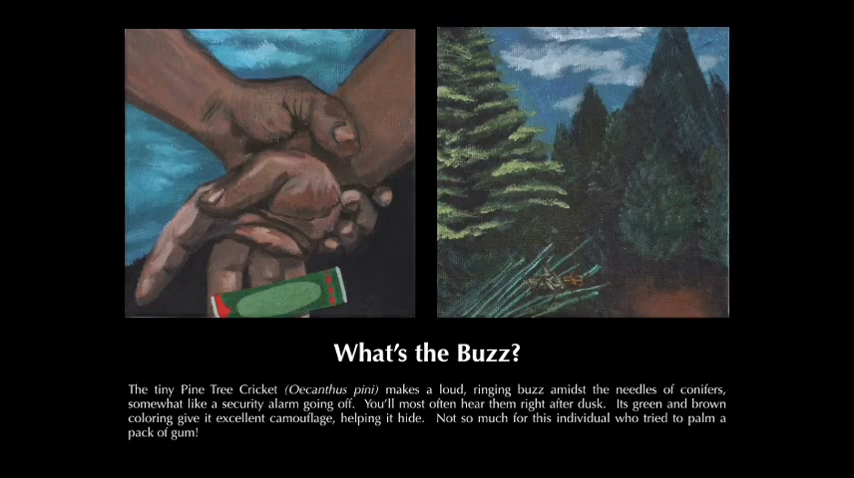 What's the Buzz?
The tiny Pine Tree Cricket (Oecanthus pini) makes a loud, ringing buzz amidst the needles of conifers,
somewhat like a security alarm going off.  You'll most often hear them right after dusk.  Its green and brown
coloring give it excellent camouflage, helping it hide.  Not so much for this individual who tried to palm a
pack of gum!